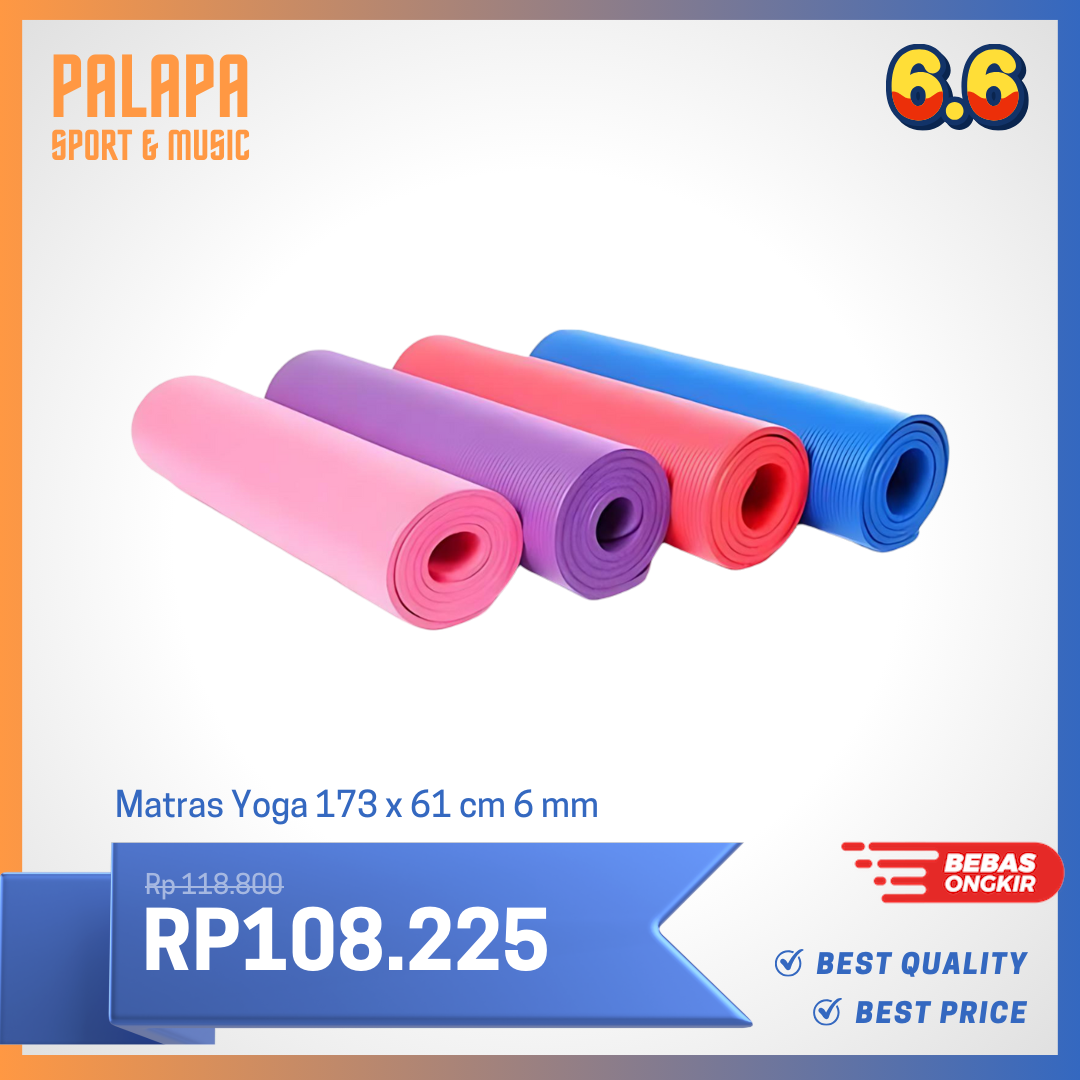 PALAPA
SPORT & MUSIC
6.6
Matras Yoga 173 x 61 cm 6 mm
Rp 118.800
RP108.225
BEBAS
ONGKIR
BEST QUALITY
BEST PRICE